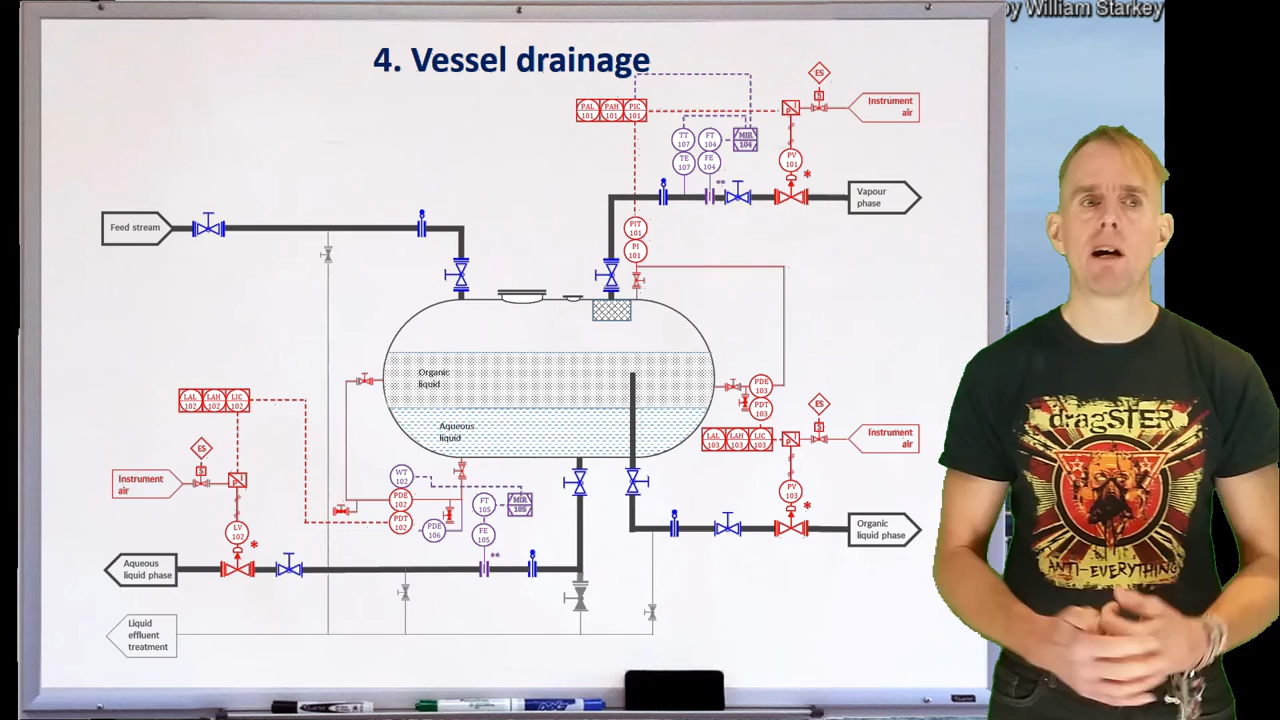 by William Starkey
4. Vessel drainage
ES
PAL 101
PAH 101
PIC 101
I
P
S
Instrument air
TT 107
FT 104
MIR 104
TE 107
FE 104
PV 101
*
**
Vapour phase
Feed stream
PIT 101
PI 101
Organic liquid
Aqueous liquid
PDE 103
PDT 103
ES
S
LAL 103
LAH 103
LIC 103
Instrument air
LAL 102
LAH 102
LIC 102
ES
S
Instrument air
WT 102
PDE 102
PDT 102
PDE 106
FT 105
MIR 105
FE 105
PV 103
*
Organic liquid phase
LV 102
*
**
Aqueous liquid phase
Liquid effluent treatment
dragSTER
ANTI-EVERYTHING